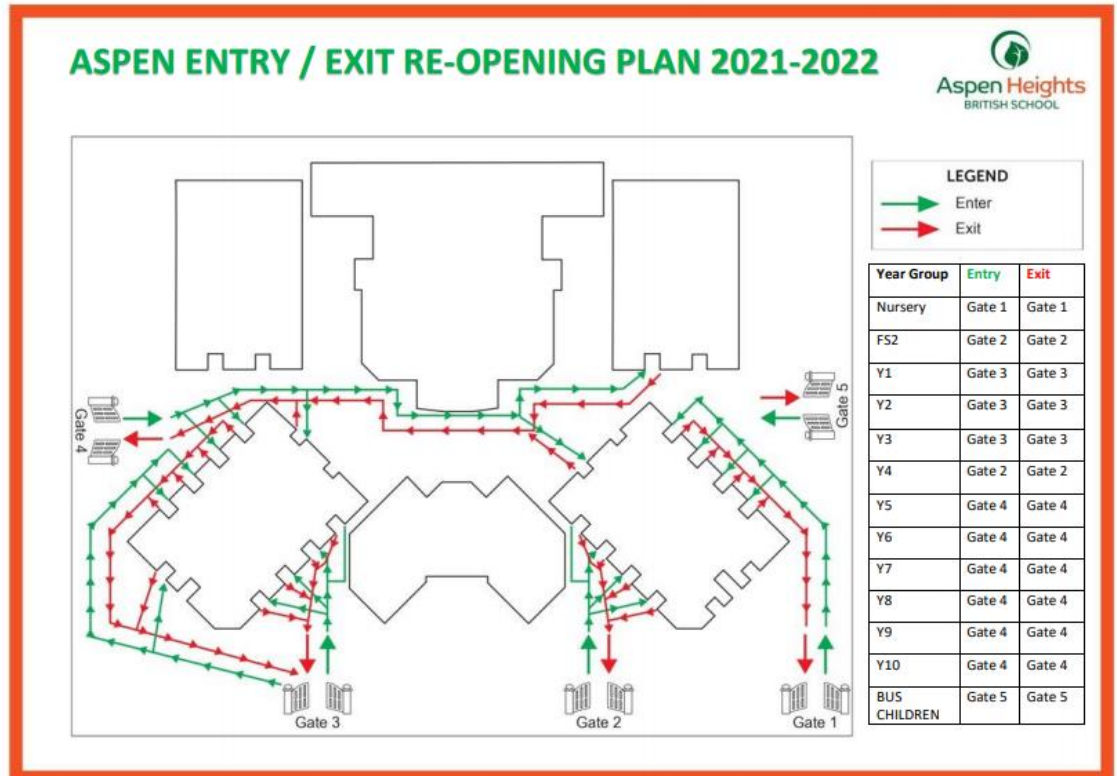 ASPEN ENTRY / EXIT RE-OPENING PLAN 2021-2022
Aspen Heights
BRITISH SCHOOL
LEGEND
Enter
Exit
Year Group Entry Exit
Nursery Gate 1 Gate 1
FS2 Gate 2 Gate 2
Y1 Gate 3 Gate 3
Y2 Gate 3 Gate 3
Y3 Gate 3 Gate 3
Y4 Gate 2 Gate 2
Y5 Gate 4 Gate 4
Y6 Gate 4 Gate 4
Y7 Gate 4 Gate 4
Y8 Gate 4 Gate 4
Y9 Gate 4 Gate 4
Y10 Gate 4 Gate 4
BUS Gate 5 Gate 5
CHILDREN
Gate 4
Gate 5
Gate 3
Gate 2
Gate 1